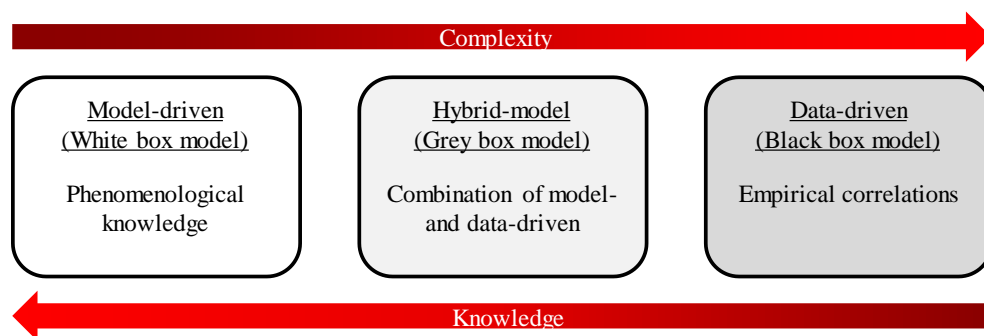 Complexity
Model-driven
(White box model)
Phenomenological
knowledge
Hybrid-model
(Grey box model)
Combination of model-
and data-driven
Data-driven
(Black box model)
Empirical correlations
Knowledge